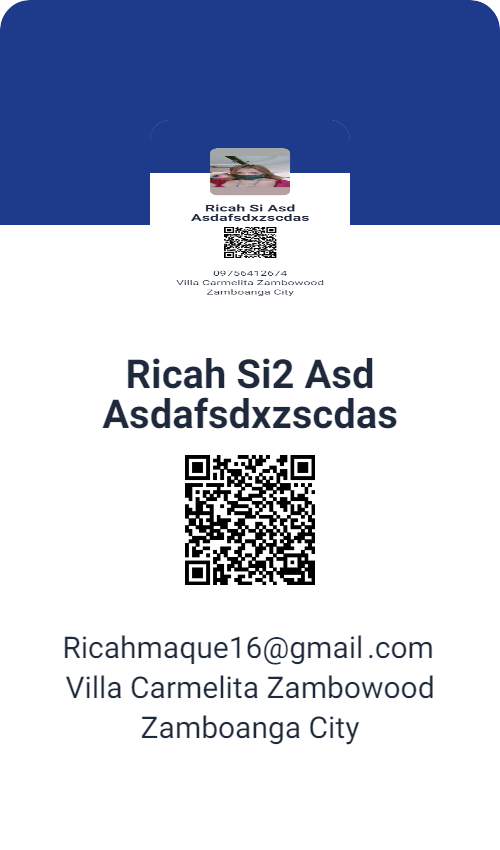 Ricah Si Asd
Asdafsdxzscdas
09756412674
Villa Carmelita Zambowood
Zamboanga City
Ricah Si2 Asd
Asdafsdxzscdas
Ricahmaque16@gmail.com
Villa Carmelita Zambowood
Zamboanga City